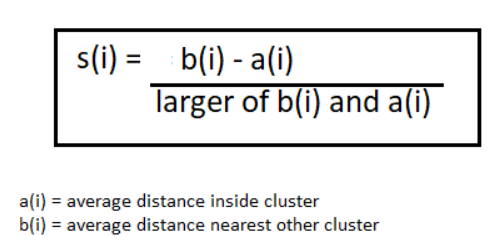 s(i) = b(i) - a(i)
larger of b(i) and a(i)
a(i) = average distance inside cluster
b(i) = average distance nearest other cluster